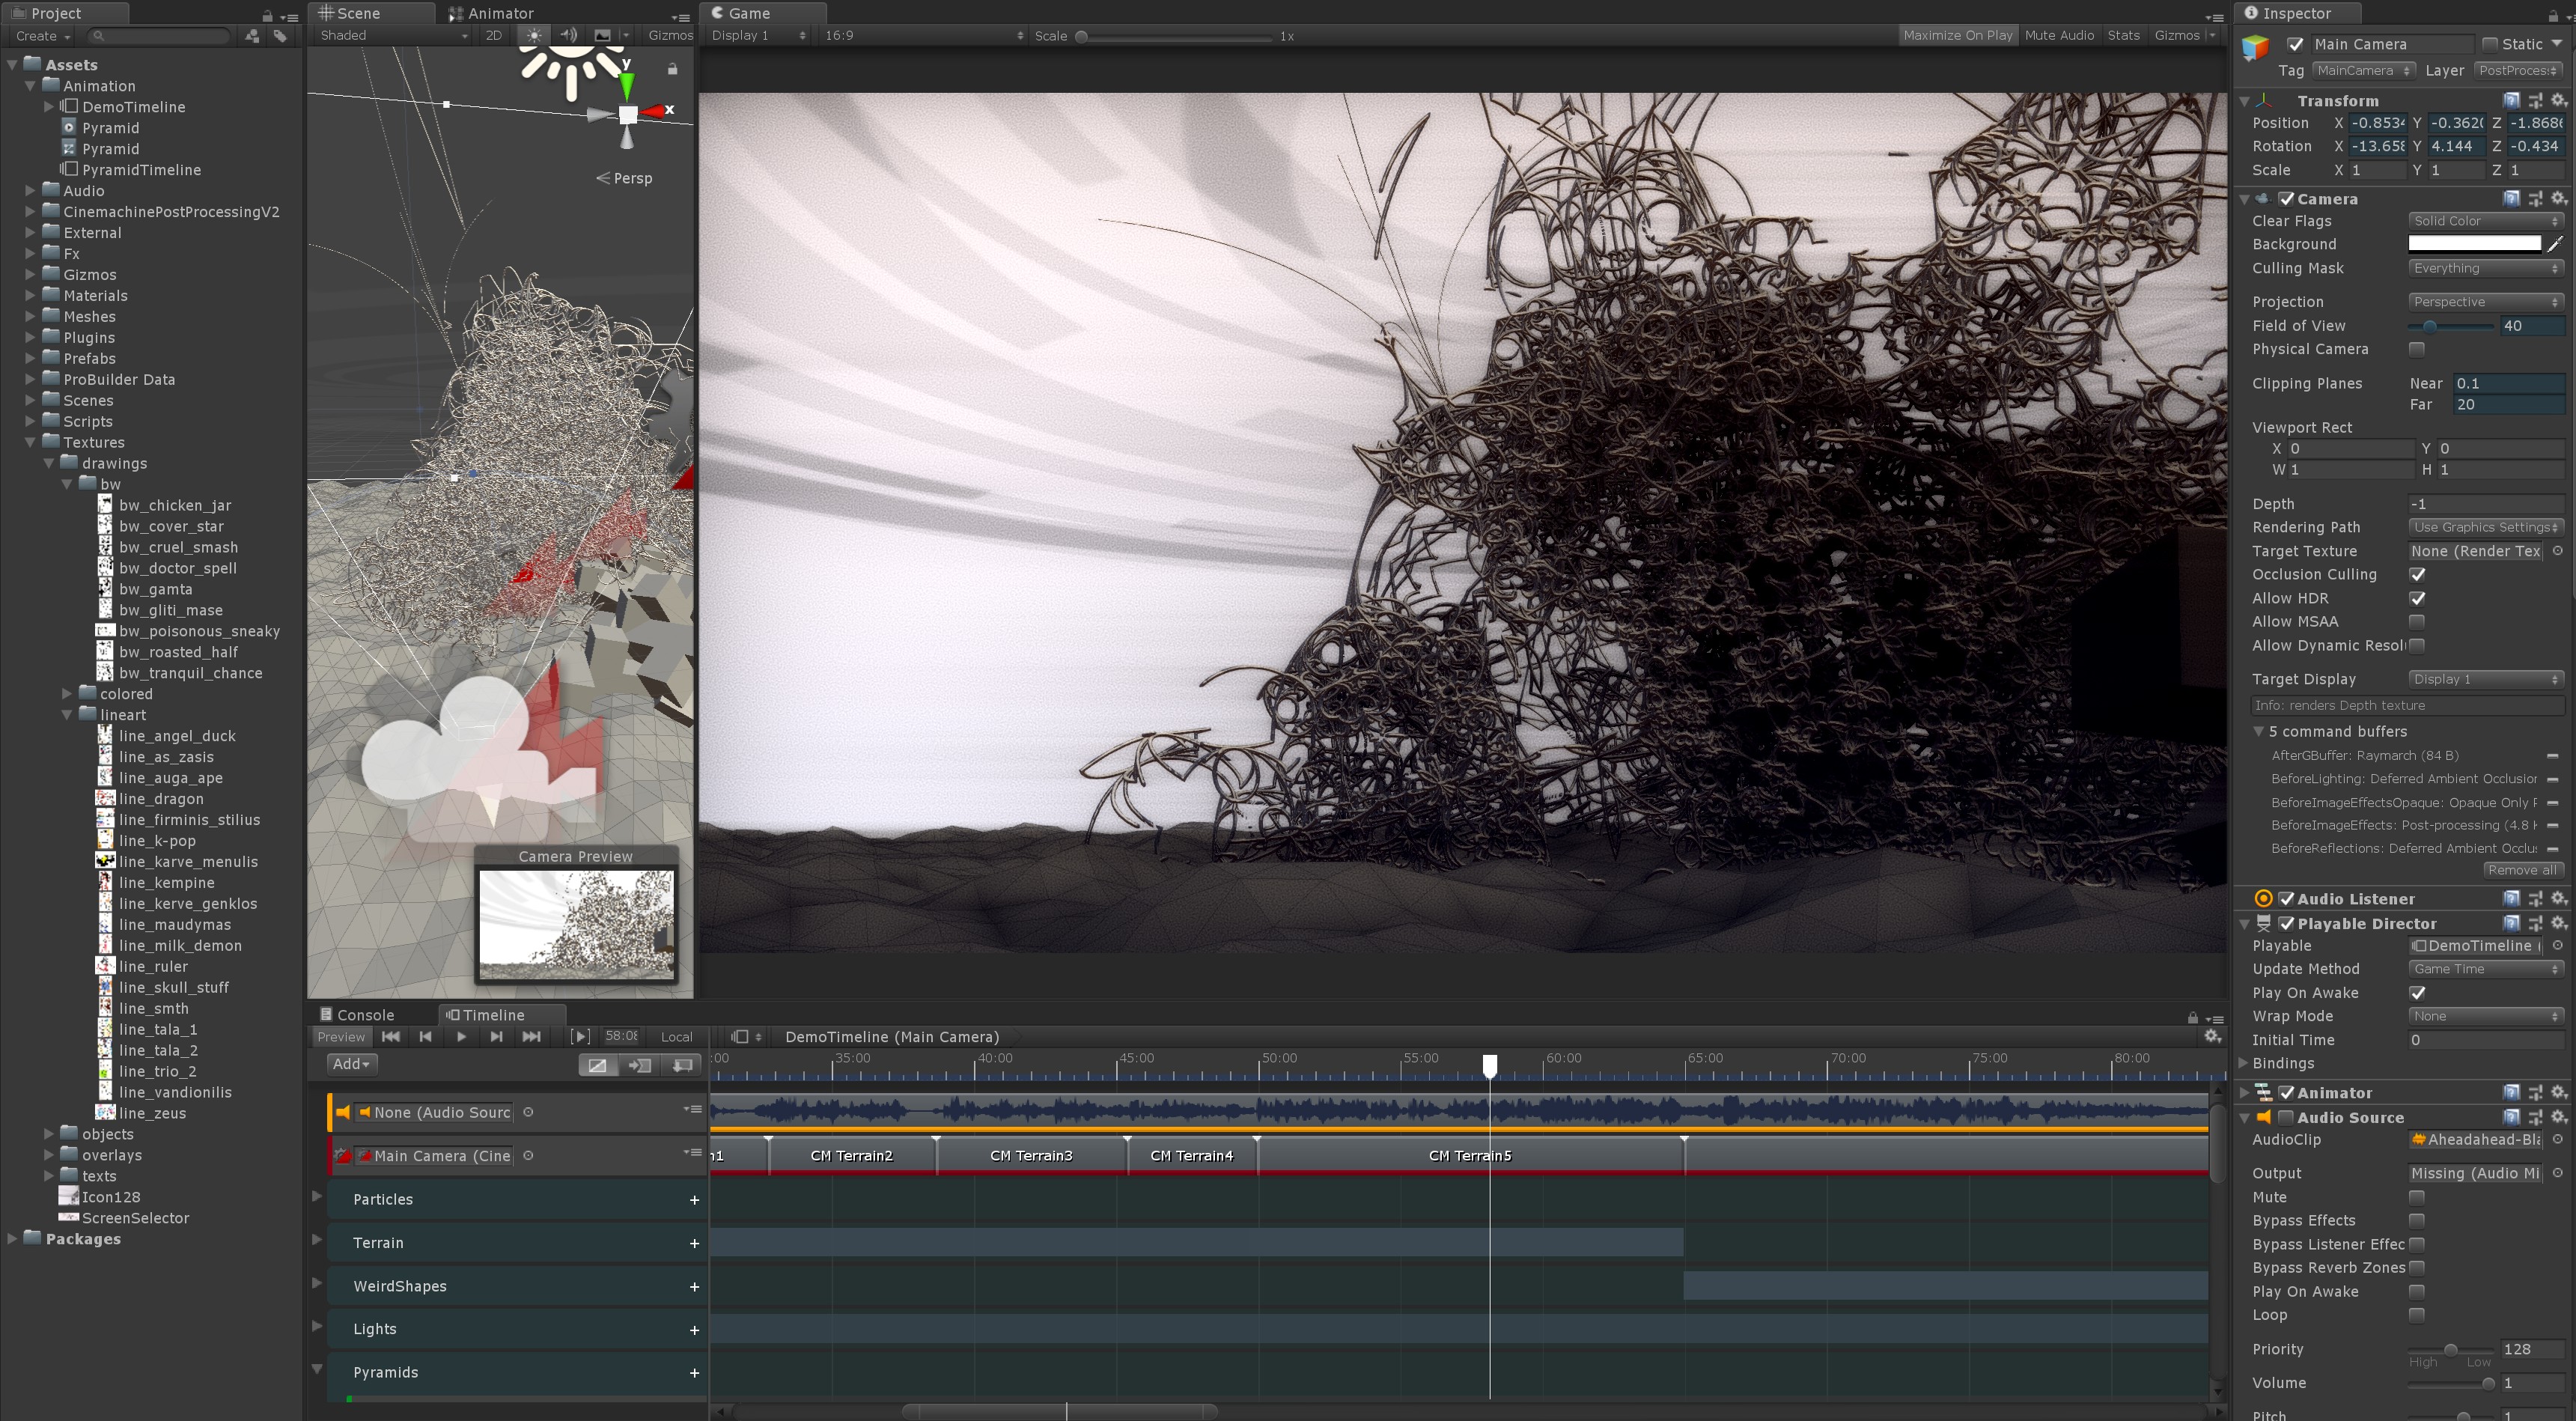 Project
Create
Assets
Animation
DemoTimeline
Pyramid
Pyramid
PyramidTimeline
Audio
CinemachinePostProcessingV2
External
Fx
Gizmos
Materials
Meshes
Plugins
Prefabs
ProBuilder Data
Scenes
Scripts
Textures
drawings
bw
bw_chicken_jar
bw_cover_star
bw_cruel_smash
bw_doctor_spell
bw_gamta
bw_gliti_mase
bw_poisonous_sneaky
bw_roasted_half
bw_tranquil_chance
colored
lineart
line_angel_duck
line_as_zasis
line_auga_ape
line_dragon
line_firminis_stilius
line_k-pop
line_karve_menulis
line_kempine
line_kerve_genklos
line_maudymas
line_milk_demon
line_ruler
line_skull_stuff
line_smth
line_tala_1
line_tala_2
line_trio_2
line_vandionilis
line_zeus
objects
overlays
texts
Icon128
ScreenSelector
Packages
Scene Animator
Shaded 2D Gizmos
y
x
Persp
Camera Preview
Game
Display 1 16:9 Scale 1x Maximize On Play Mute Audio Stats Gizmos
Console Timeline
Preview 58:08 Local DemoTimeline (Main Camera)
Add
:00 35:00 40:00 45:00 50:00 55:00 60:00 65:00 70:00 75:00 80:00
None (Audio Sourc
Main Camera (Cine n1 CM Terrain2 CM Terrain3 CM Terrain4 CM Terrain5
Particles +
Terrain +
WeirdShapes +
Lights +
Pyramids +
Inspector
Main Camera Static
Tag MainCamera Layer PostProces
Transform
Position X -0.853 Y -0.362 Z -1.868
Rotation X -13.65 Y 4.144 Z -0.434
Scale X 1 Y 1 Z 1
Camera
Clear Flags Solid Color
Background
Culling Mask Everything
Projection Perspective
Field of View 40
Physical Camera
Clipping Planes Near 0.1
Far 20
Viewport Rect
X 0 Y 0
W 1 H 1
Depth -1
Rendering Path Use Graphics Settings
Target Texture None (Render Tex
Occlusion Culling
Allow HDR
Allow MSAA
Allow Dynamic Resol
Target Display Display 1
Info: renders Depth texture
5 command buffers
AfterGBuffer: Raymarch (84 B)
BeforeLighting: Deferred Ambient Occlusion
BeforeImageEffectsOpaque: Opaque Only
BeforeImageEffects: Post-processing (4.8
BeforeReflections: Deferred Ambient Occlu
Remove all
Audio Listener
Playable Director
Playable DemoTimeline (
Update Method Game Time
Play On Awake
Wrap Mode None
Initial Time 0
Bindings
Animator
Audio Source
AudioClip Aheadahead-Bla
Output Missing (Audio Mi
Mute
Bypass Effects
Bypass Listener Effec
Bypass Reverb Zones
Play On Awake
Loop
Priority 128
High Low
Volume 1
Pitch 1